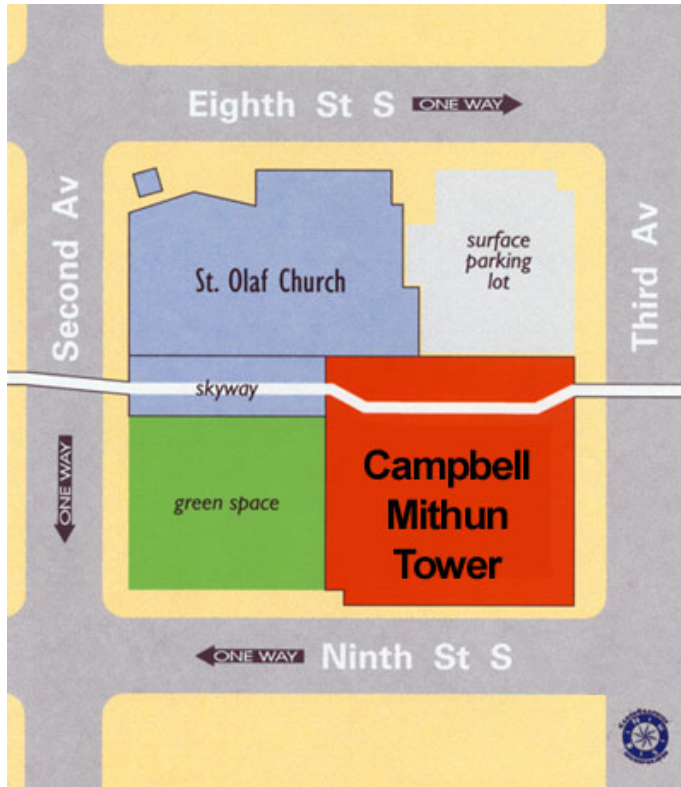 Eighth St S ONE WAY
Second Av
Third Av
surface
parking
lot
St. Olaf Church
skyway
ONE WAY
green space
Campbell
Mithun
Tower
ONE WAY Ninth St S